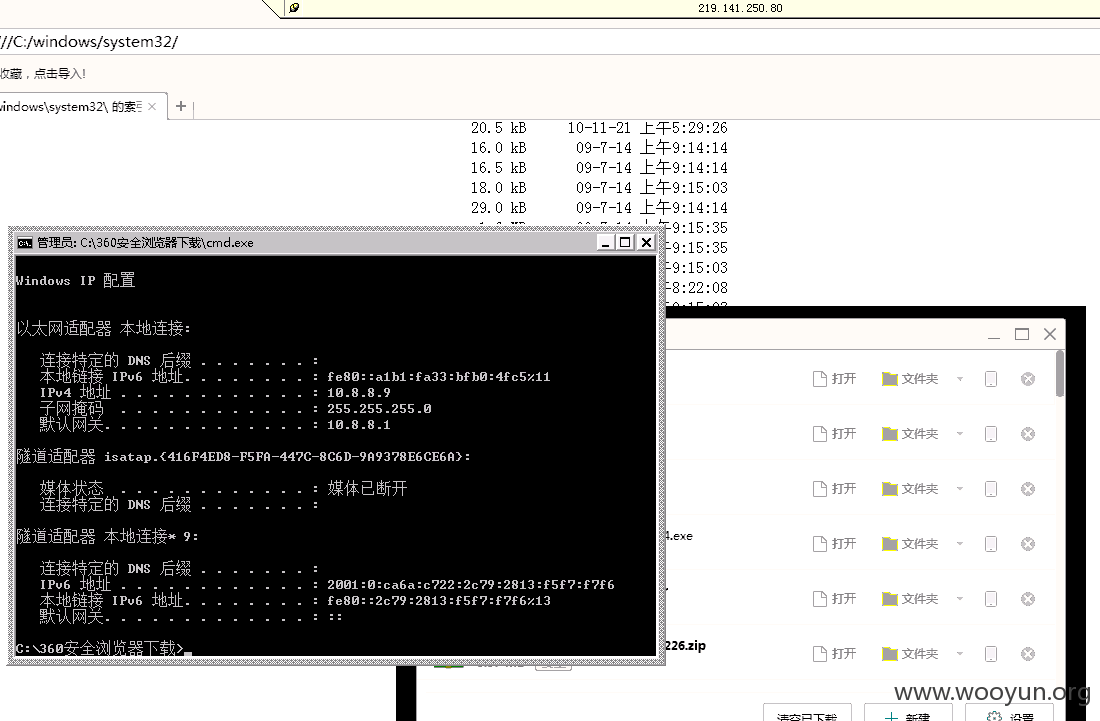 219.141.250.80
///C:/windows/system32/
收藏，点击导入!
windows\system32\ 的索
20.5 kB 10-11-21 上午5:29:26
16.0 kB 09-7-14 上午9:14:14
16.5 kB 09-7-14 上午9:14:14
18.0 kB 09-7-14 上午9:15:03
29.0 kB 09-7-14 上午9:14:14
9:15:35
9:15:35
9:15:03
8:22:08
管理员: C:\360安全浏览器下载\cmd.exe
Windows IP 配置
以太网适配器 本地连接:
连接特定的 DNS 后缀 . . . . . . . :
本地链接 IPv6 地址. . . . . . . . : fe80::a1b1:fa33:bfb0:4fc5%11
IPv4 地址 . . . . . . . . . . . . : 10.8.8.9
子网掩码 . . . . . . . . . . . . : 255.255.255.0
默认网关. . . . . . . . . . . . . : 10.8.8.1
隧道适配器 isatap.{416F4ED8-F5FA-447C-8C6D-9A9378E6CE6A}:
媒体状态 . . . . . . . . . . . . : 媒体已断开
连接特定的 DNS 后缀 . . . . . . . :
隧道适配器 本地连接* 9:
连接特定的 DNS 后缀 . . . . . . . :
IPv6 地址 . . . . . . . . . . . . : 2001:0:ca6a:c722:2c79:2813:f5f7:f7f6
本地链接 IPv6 地址. . . . . . . . : fe80::2c79:2813:f5f7:f7f6%13
默认网关. . . . . . . . . . . . . : ::
C:\360安全浏览器下载>
打开 文件夹
打开 文件夹
打开 文件夹
4.exe 打开 文件夹
打开 文件夹
226.zip 打开 文件夹
清空已下载 新建 设置
www.wooyun.org